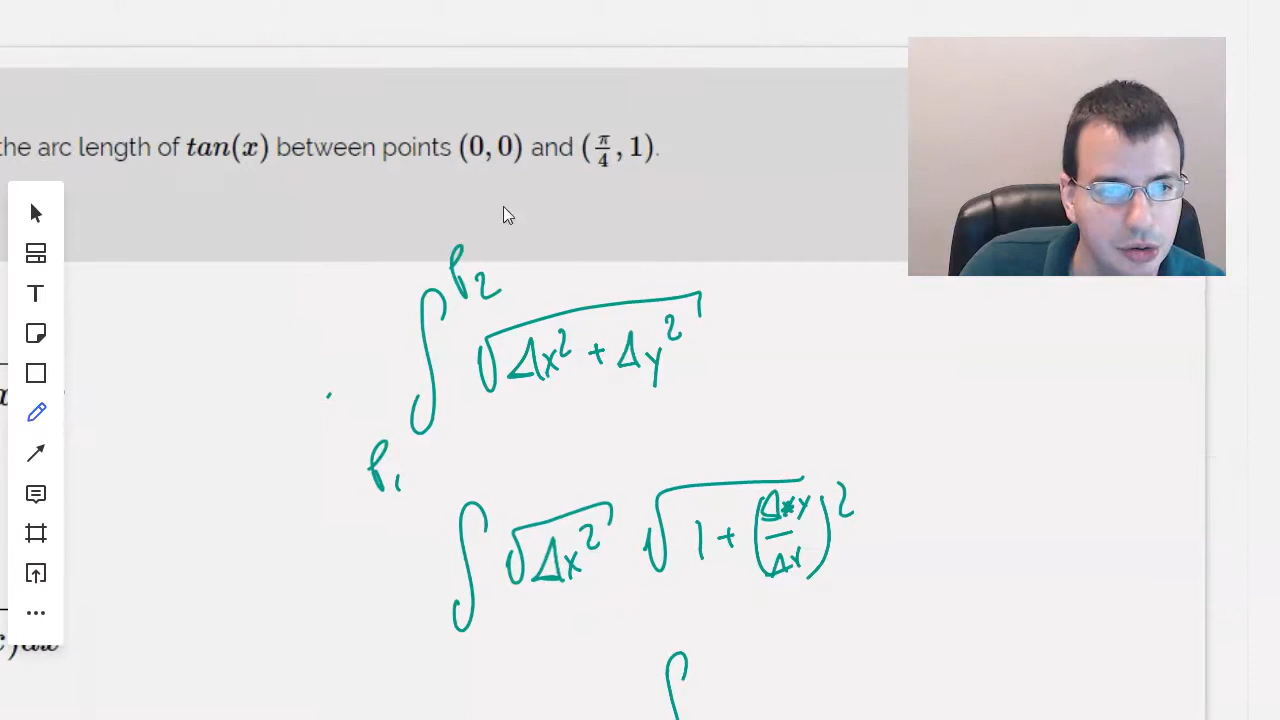 the arc length of tan(x) between points (0, 0) and (π/4, 1).
∫_{P₁}^{P₂} √(Δx² + Δy²)
∫ √(Δx²) √(1 + (Δy/Δx)²)
∫